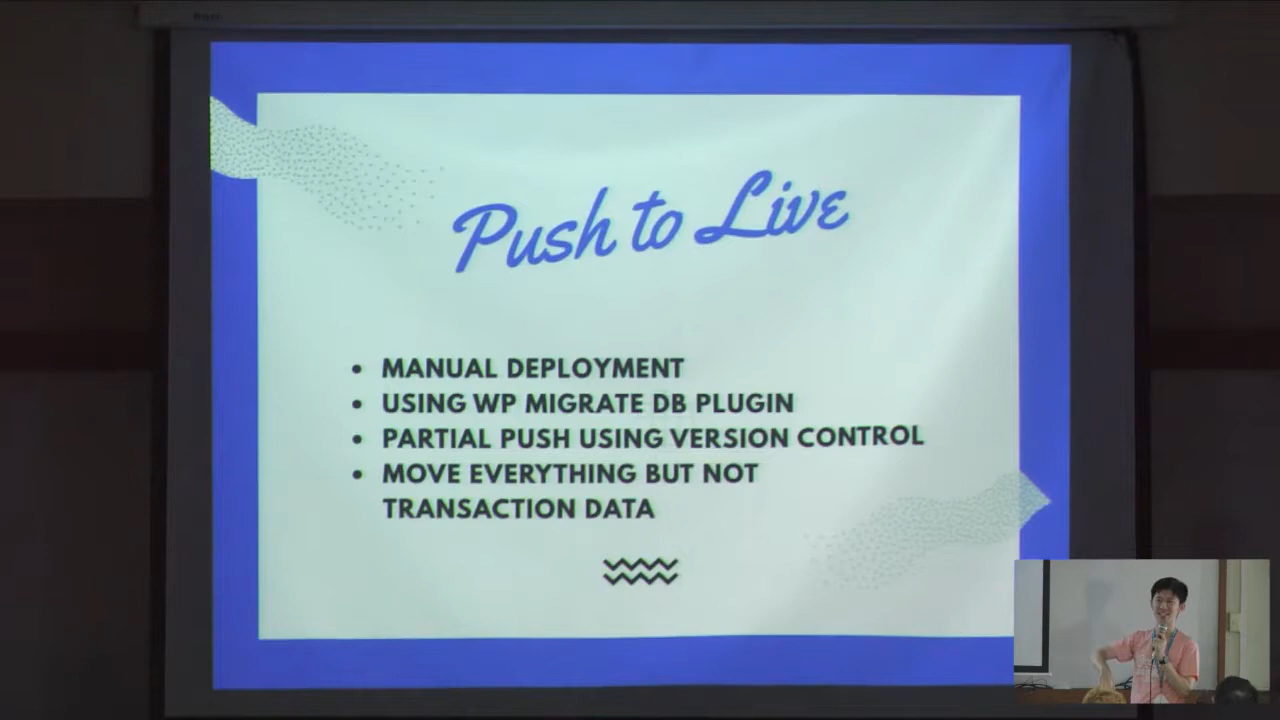 Push to Live
MANUAL DEPLOYMENT
USING WP MIGRATE DB PLUGIN
PARTIAL PUSH USING VERSION CONTROL
MOVE EVERYTHING BUT NOT
TRANSACTION DATA